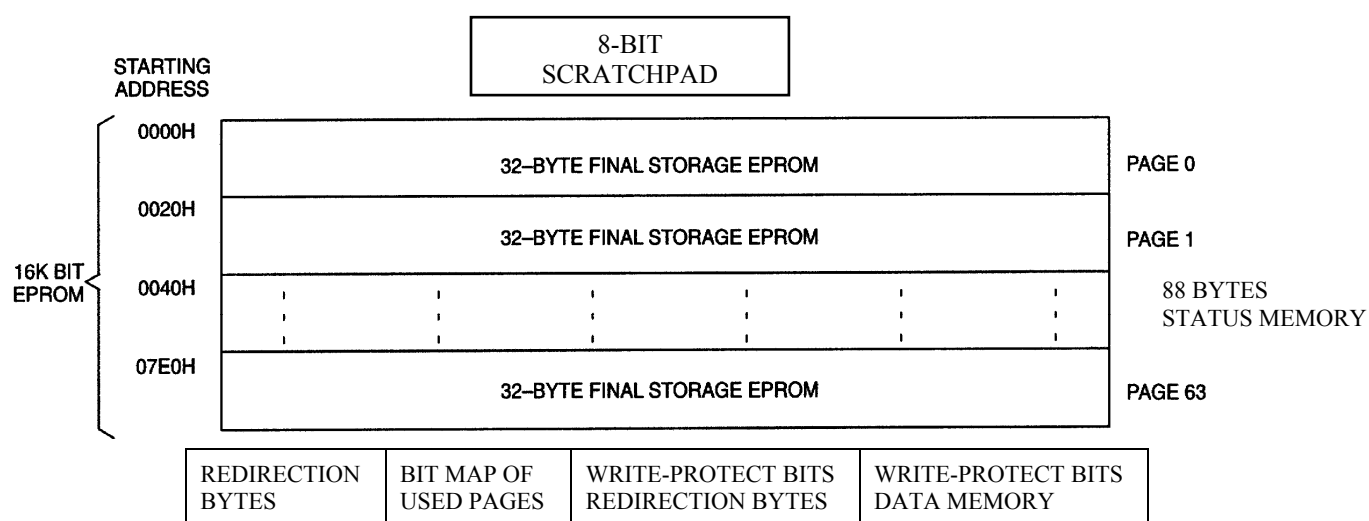 8-BIT
SCRATCHPAD
STARTING
ADDRESS
0000H
32–BYTE FINAL STORAGE EPROM
PAGE 0
0020H
32–BYTE FINAL STORAGE EPROM
PAGE 1
16K BIT
EPROM
0040H
88 BYTES
STATUS MEMORY
07E0H
32–BYTE FINAL STORAGE EPROM
PAGE 63
REDIRECTION
BYTES
BIT MAP OF
USED PAGES
WRITE-PROTECT BITS
REDIRECTION BYTES
WRITE-PROTECT BITS
DATA MEMORY